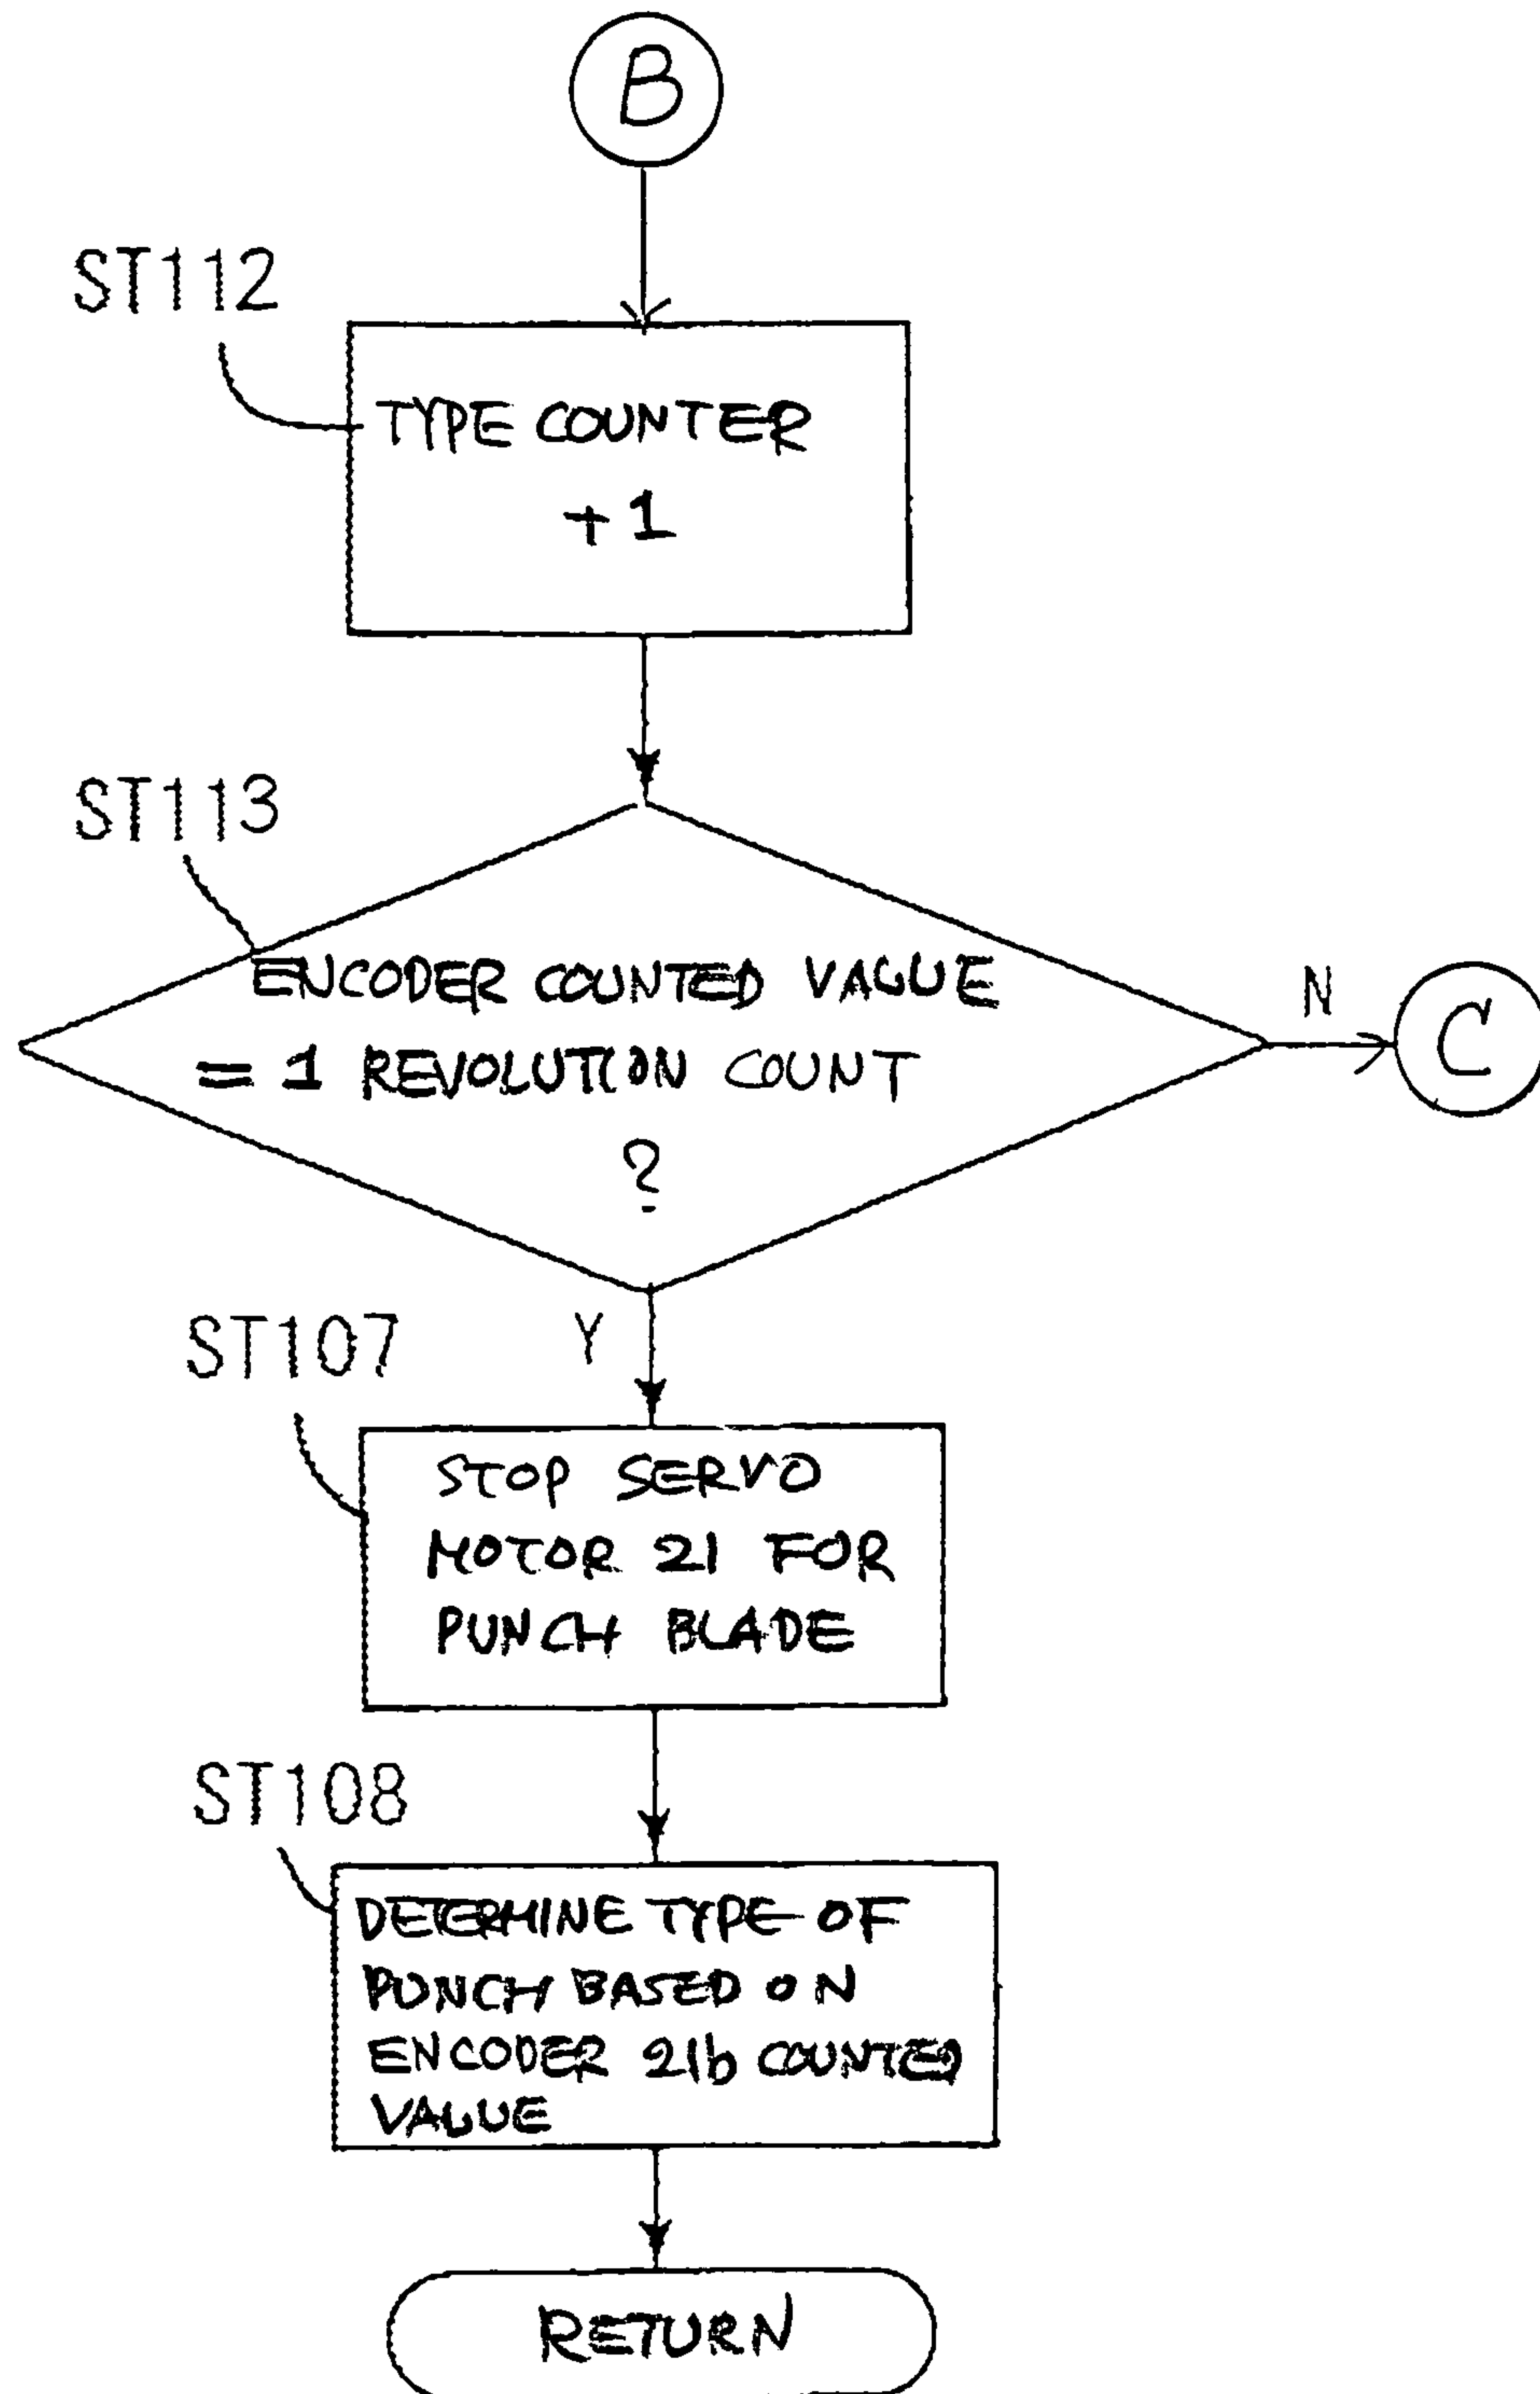 B
ST112
TYPE COUNTER
+1
ST113
ENCODER COUNTED VALUE
= 1 REVOLUTION COUNT
?
N
C
Y
ST107
STOP SERVO
MOTOR 21 FOR
PUNCH BLADE
ST108
DETERMINE TYPE OF
PUNCH BASED ON
ENCODER 21b COUNTED
VALUE
RETURN